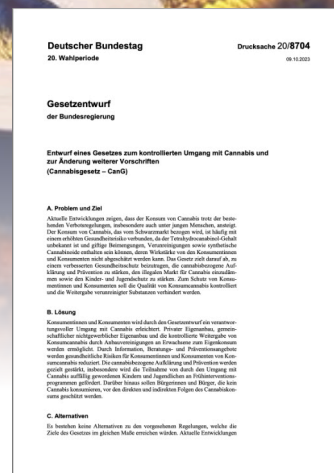 Deutscher Bundestag
20. Wahlperiode
Drucksache 20/8704
09.10.2023
Gesetzentwurf
der Bundesregierung
Entwurf eines Gesetzes zum kontrollierten Umgang mit Cannabis und
zur Änderung weiterer Vorschriften
(Cannabisgesetz – CanG)
A. Problem und Ziel
Aktuelle Entwicklungen zeigen, dass der Konsum von Cannabis trotz der beste-
henden Verbotsregelungen, insbesondere auch unter jungen Menschen, ansteigt.
Der Konsum von Cannabis, das vom Schwarzmarkt bezogen wird, ist häufig mit
einem erhöhten Gesundheitsrisiko verbunden, da der Tetrahydrocannabinol-Gehalt
unbekannt ist und giftige Beimengungen, Verunreinigungen sowie synthetische
Cannabinoide enthalten sein können, deren Wirkstärke von den Konsumentinnen
und Konsumenten nicht abgeschätzt werden kann. Das Gesetz zielt darauf ab, zu
einem verbesserten Gesundheitsschutz beizutragen, die cannabisbezogene Auf-
klärung und Prävention zu stärken, den illegalen Markt für Cannabis einzudäm-
men sowie den Kinder- und Jugendschutz zu stärken. Zum Schutz von Konsu-
mentinnen und Konsumenten soll die Qualität von Konsumcannabis kontrolliert
und die Weitergabe verunreinigter Substanzen verhindert werden.
B. Lösung
Konsumentinnen und Konsumenten wird durch den Gesetzentwurf ein verantwor-
tungsvoller Umgang mit Cannabis erleichtert. Privater Eigenanbau, gemein-
schaftlicher nichtgewerblicher Eigenanbau und die kontrollierte Weitergabe von
Konsumcannabis durch Anbauvereinigungen an Erwachsene zum Eigenkonsum
werden ermöglicht. Durch Information, Beratungs- und Präventionsangebote
werden gesundheitliche Risiken für Konsumentinnen und Konsumenten von Kon-
sumcannabis reduziert. Die cannabisbezogene Aufklärung und Prävention werden
gezielt gestärkt, insbesondere wird die Teilnahme von durch den Umgang mit
Cannabis auffällig gewordenen Kindern und Jugendlichen an Frühinterventions-
programmen gefördert. Darüber hinaus sollen Bürgerinnen und Bürger, die kein
Cannabis konsumieren, vor den direkten und indirekten Folgen des Cannabiskon-
sums geschützt werden.
C. Alternativen
Es bestehen keine Alternativen zu den vorgesehenen Regelungen, welche die
Ziele des Gesetzes im gleichen Maße erreichen würden. Aktuelle Entwicklungen